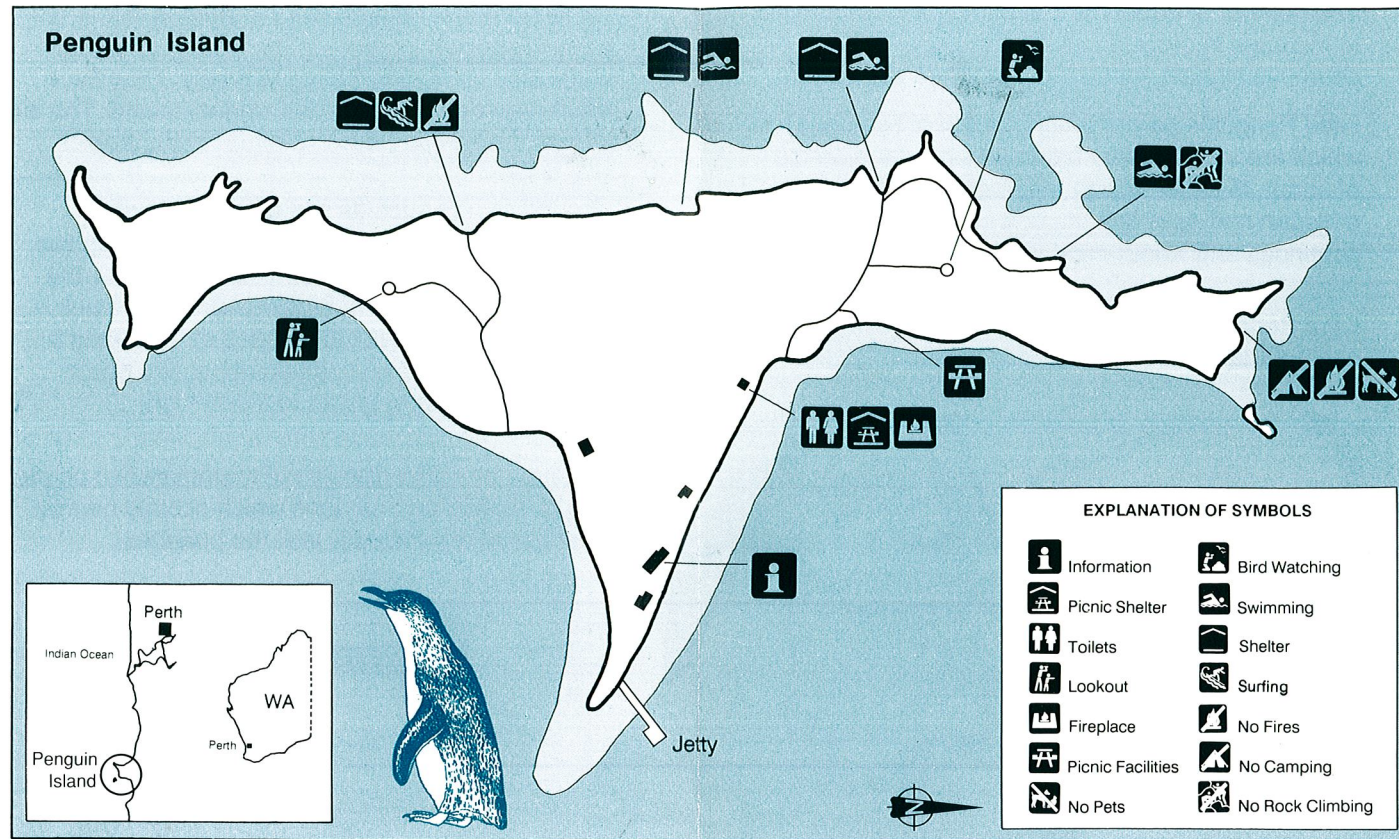 Penguin Island
Jetty
N
Perth
Indian Ocean
WA
Perth
Penguin
Island
EXPLANATION OF SYMBOLS
Information
Picnic Shelter
Toilets
Lookout
Fireplace
Picnic Facilities
No Pets
Bird Watching
Swimming
Shelter
Surfing
No Fires
No Camping
No Rock Climbing